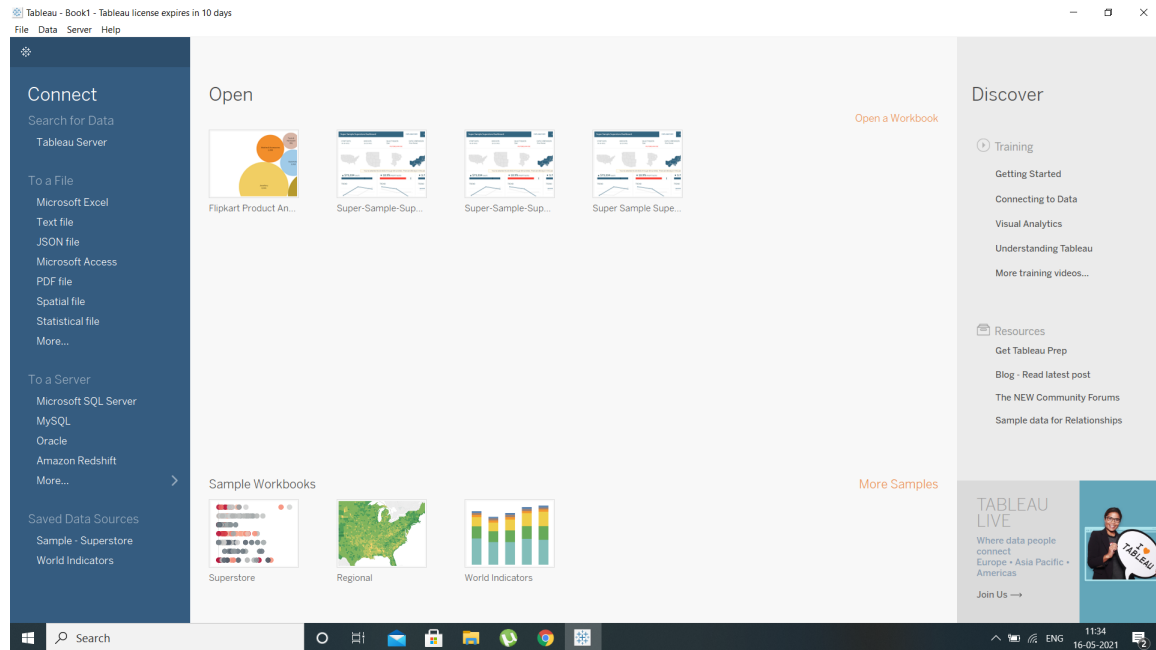 Tableau - Book1 - Tableau license expires in 10 days
File Data Server Help
Connect
Search for Data
Tableau Server
To a File
Microsoft Excel
Text file
JSON file
Microsoft Access
PDF file
Spatial file
Statistical file
More...
To a Server
Microsoft SQL Server
MySQL
Oracle
Amazon Redshift
More...
Saved Data Sources
Sample - Superstore
World Indicators
Open
Open a Workbook
Flipkart Product An...
Super-Sample-Sup...
Super-Sample-Sup...
Super Sample Supe...
Sample Workbooks
More Samples
Superstore
Regional
World Indicators
Discover
Training
Getting Started
Connecting to Data
Visual Analytics
Understanding Tableau
More training videos...
Resources
Get Tableau Prep
Blog - Read latest post
The NEW Community Forums
Sample data for Relationships
TABLEAU
LIVE
Where data people
connect
Europe • Asia Pacific •
Americas
Join Us →
I
TABLEAU
Search
ENG
11:34
16-05-2021
2